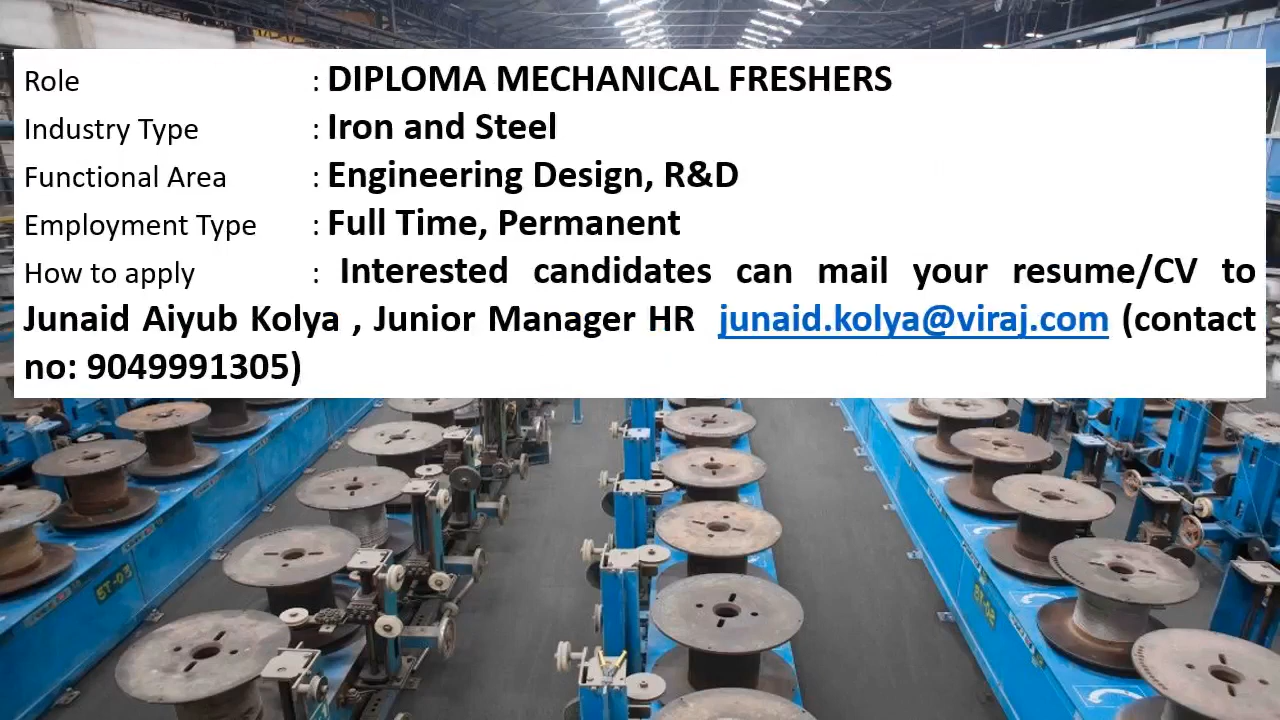 Role : DIPLOMA MECHANICAL FRESHERS
Industry Type : Iron and Steel
Functional Area : Engineering Design, R&D
Employment Type : Full Time, Permanent
How to apply : Interested candidates can mail your resume/CV to
Junaid Aiyub Kolya , Junior Manager HR junaid.kolya@viraj.com (contact
no: 9049991305)
ST-03